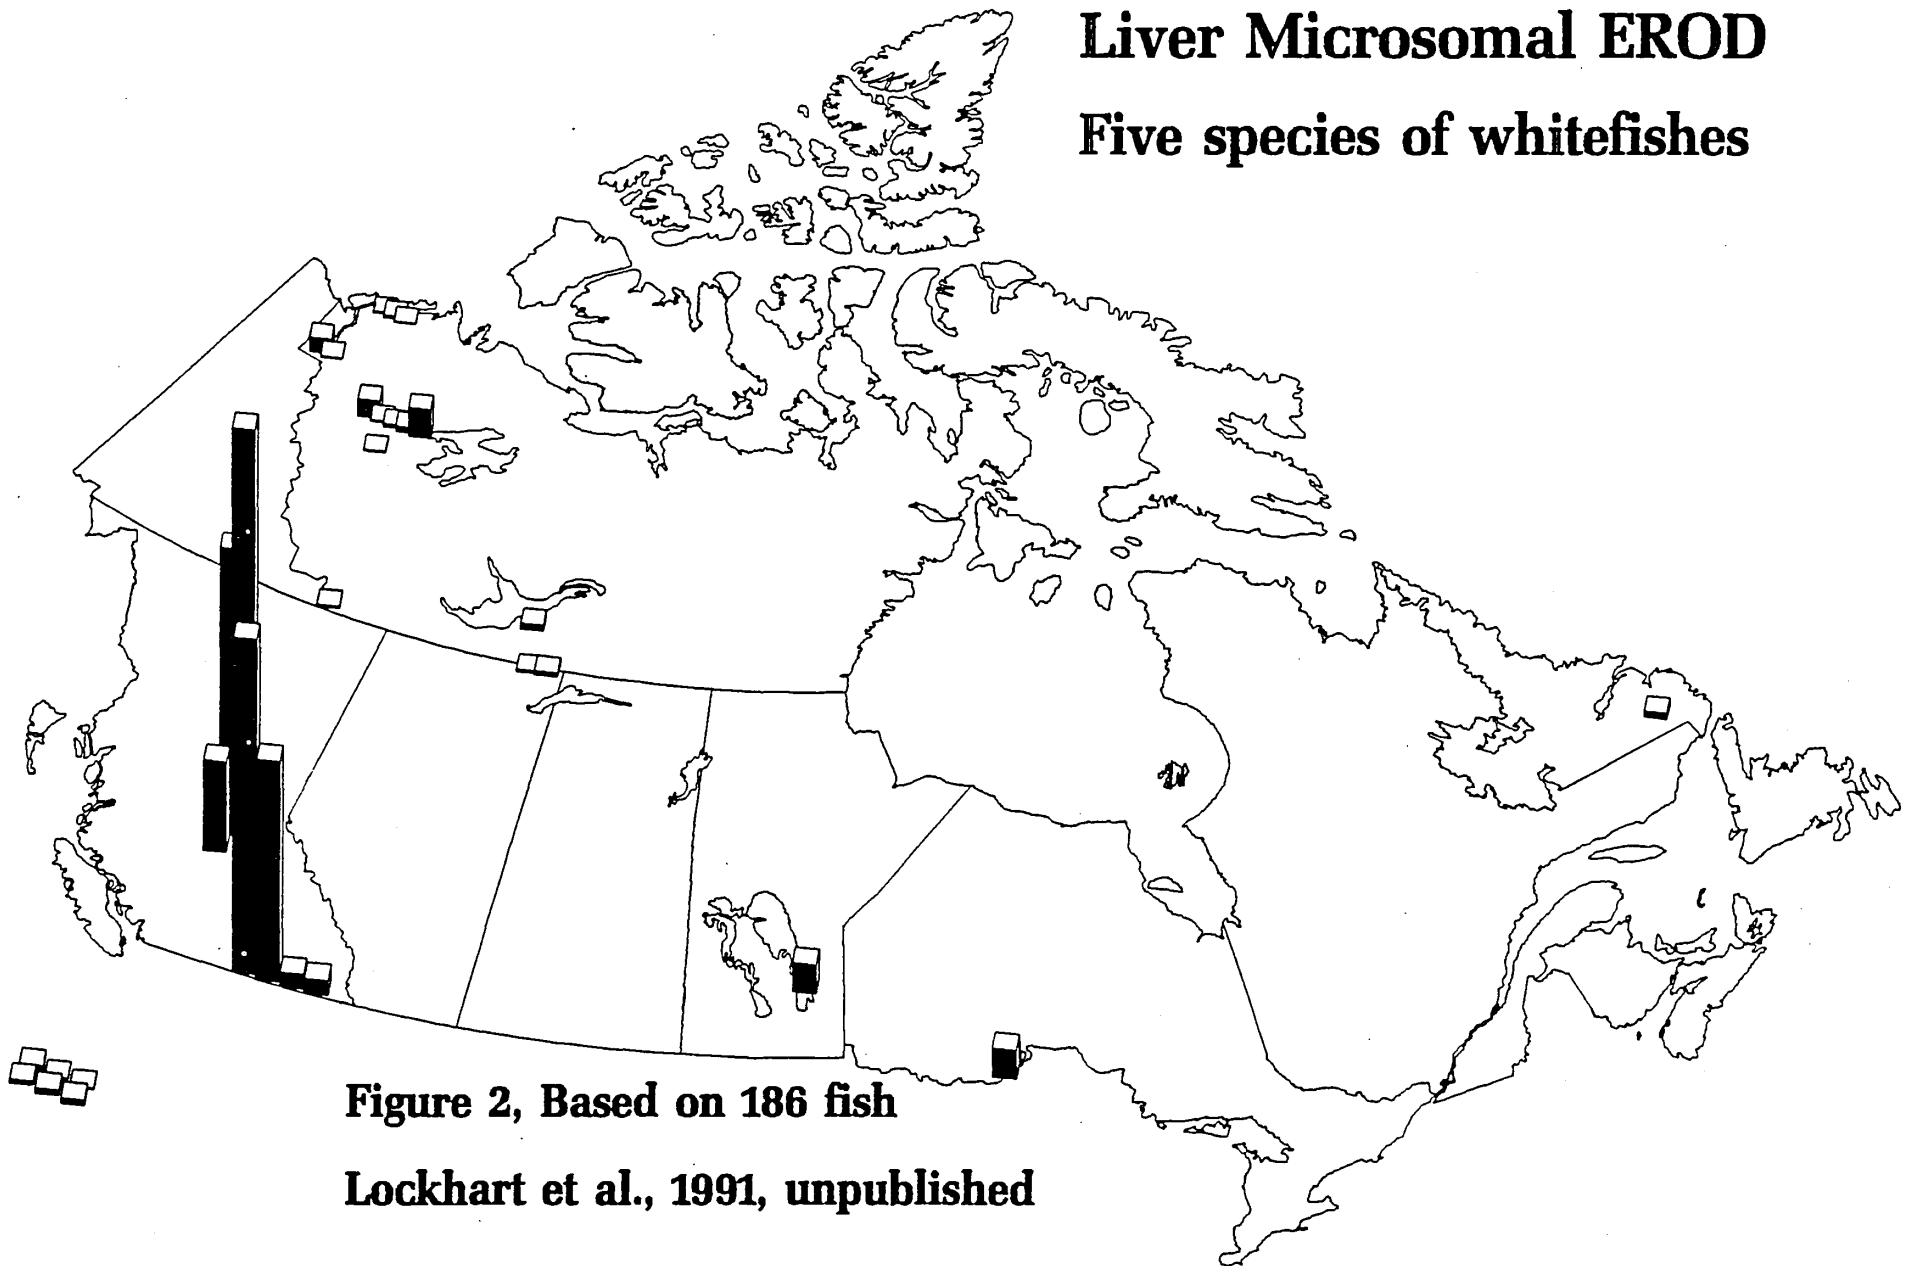 Liver Microsomal EROD
Five species of whitefishes
Figure 2, Based on 186 fish
Lockhart et al., 1991, unpublished